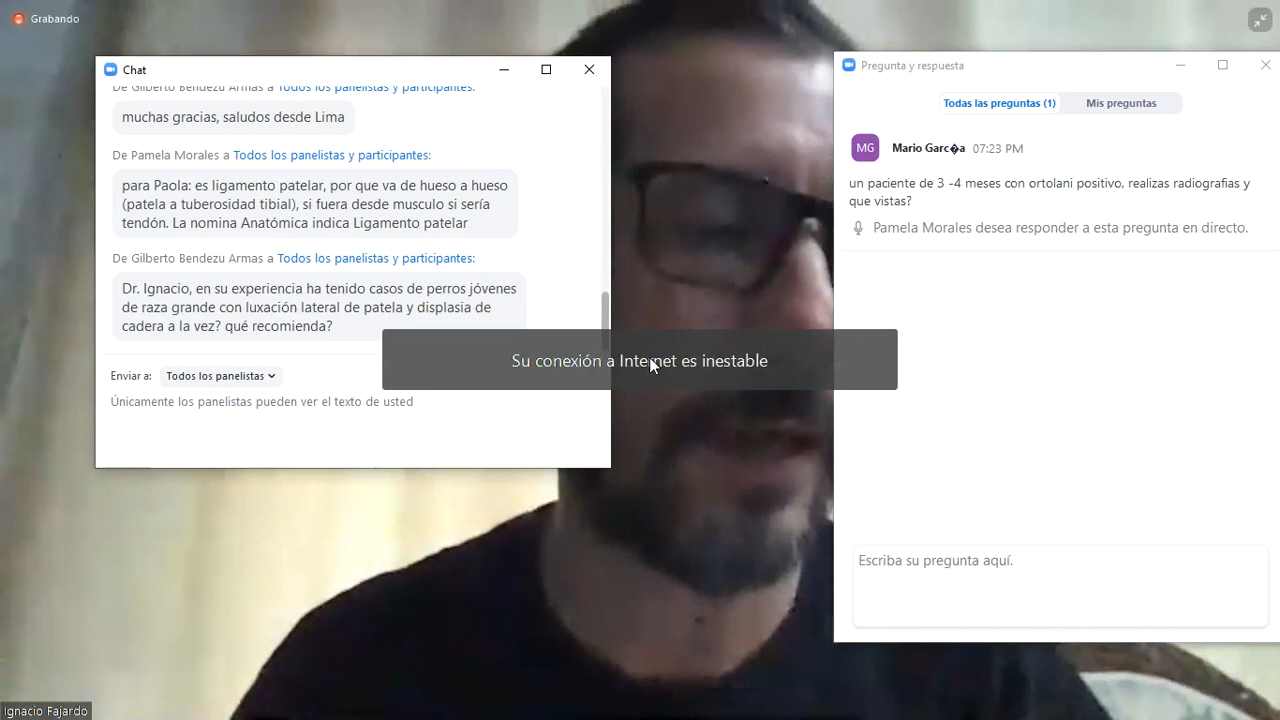 Grabando
Chat
De Gilberto Bendezu Armas a Todos los panelistas y participantes:
muchas gracias, saludos desde Lima
De Pamela Morales a Todos los panelistas y participantes:
para Paola: es ligamento patelar, por que va de hueso a hueso
(patela a tuberosidad tibial), si fuera desde musculo si sería
tendón. La nomina Anatómica indica Ligamento patelar
De Gilberto Bendezu Armas a Todos los panelistas y participantes:
Dr. Ignacio, en su experiencia ha tenido casos de perros jóvenes
de raza grande con luxación lateral de patela y displasia de
cadera a la vez? qué recomienda?
Enviar a: Todos los panelistas
Únicamente los panelistas pueden ver el texto de usted
Su conexión a Internet es inestable
Pregunta y respuesta
Todas las preguntas (1) Mis preguntas
MG Mario Garc�a 07:23 PM
un paciente de 3 -4 meses con ortolani positivo, realizas radiografias y
que vistas?
Pamela Morales desea responder a esta pregunta en directo.
Escriba su pregunta aquí.
Ignacio Fajardo